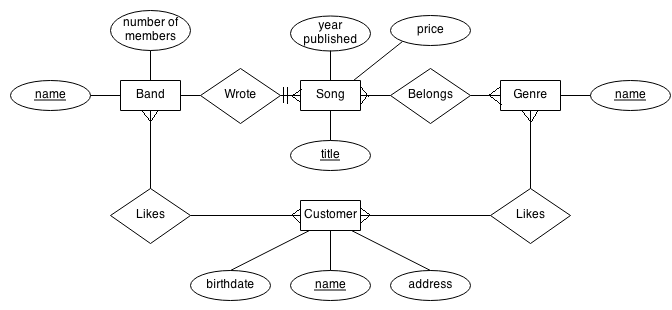 number of
members
year
published
price
name
Band
Wrote
Song
Belongs
Genre
name
title
Likes
Customer
Likes
birthdate
name
address